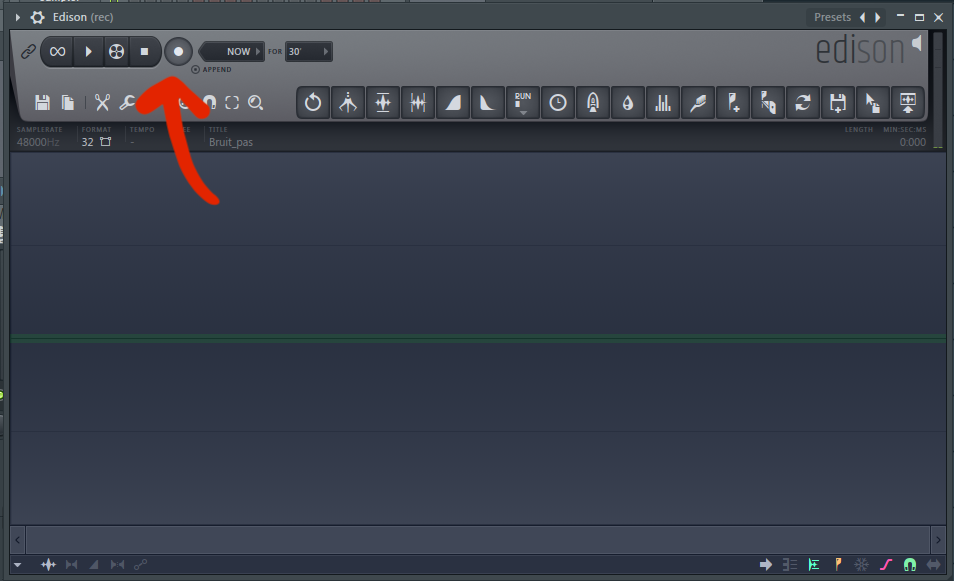 Edison (rec)
Presets
NOW
FOR
30'
APPEND
edison
RUN
SAMPLERATE
FORMAT
TEMPO
TITLE
LENGTH
MIN:SEC:MS
48000Hz
32
-
Bruit_pas
0:000